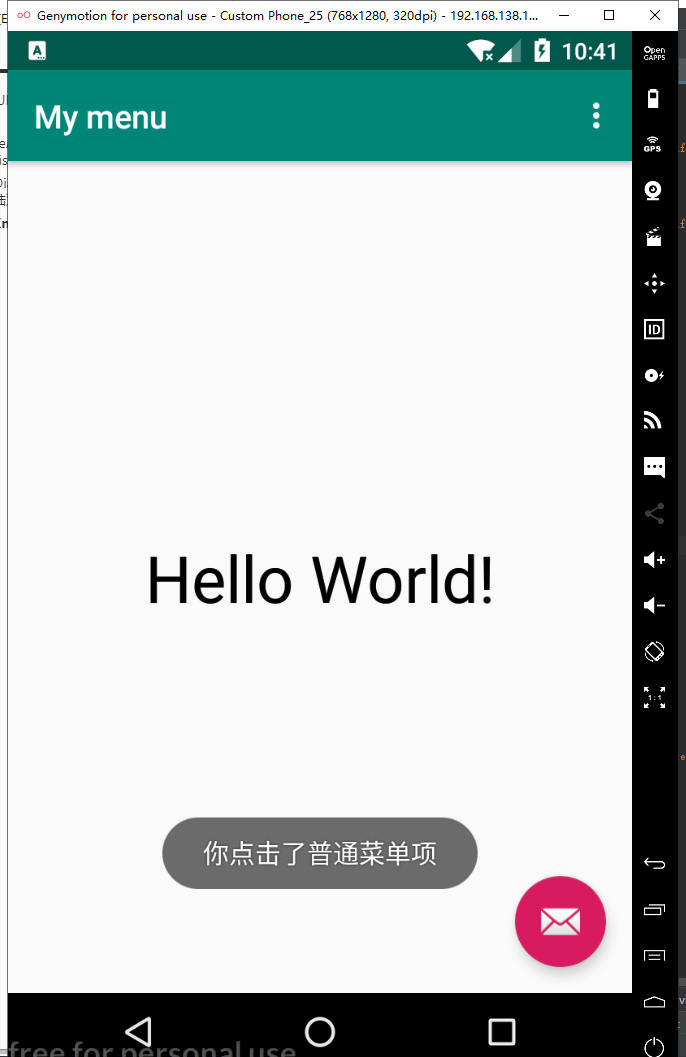 Genymotion for personal use - Custom Phone_25 (768x1280, 320dpi) - 192.168.138.1...
A
10:41
Open
GAPPS
My menu
GPS
ID
Hello World!
1:1
你点击了普通菜单项
free for personal use